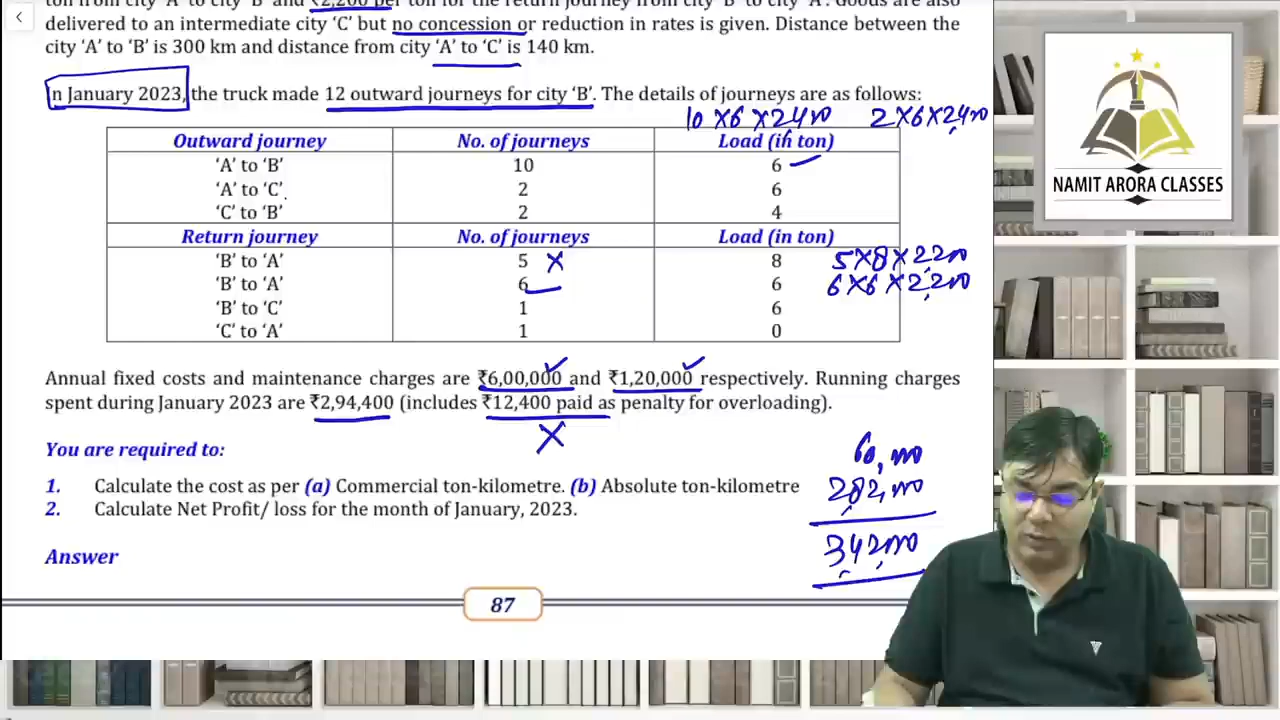 ton from city 'A' to city 'B' and ₹2,200 per ton for the return journey from city 'B' to city 'A'. Goods are also
delivered to an intermediate city 'C' but no concession or reduction in rates is given. Distance between the
city 'A' to 'B' is 300 km and distance from city 'A' to 'C' is 140 km.
In January 2023, the truck made 12 outward journeys for city 'B'. The details of journeys are as follows:
10 x 6 x 2400 2 x 6 x 2,400
Outward journey No. of journeys Load (in ton)
'A' to 'B' 10 6
'A' to 'C'. 2 6
'C' to 'B' 2 4
Return journey No. of journeys Load (in ton)
'B' to 'A' 5 x 8 5 x 8 x 2,200
'B' to 'A' 6 6 6 x 6 x 2,200
'B' to 'C' 1 6
'C' to 'A' 1 0
Annual fixed costs and maintenance charges are ₹6,00,000 and ₹1,20,000 respectively. Running charges
spent during January 2023 are ₹2,94,400 (includes ₹12,400 paid as penalty for overloading).
x
You are required to:
60,000
1. Calculate the cost as per (a) Commercial ton-kilometre. (b) Absolute ton-kilometre
282,000
2. Calculate Net Profit/ loss for the month of January, 2023.
342,000
Answer
87
NAMIT ARORA CLASSES